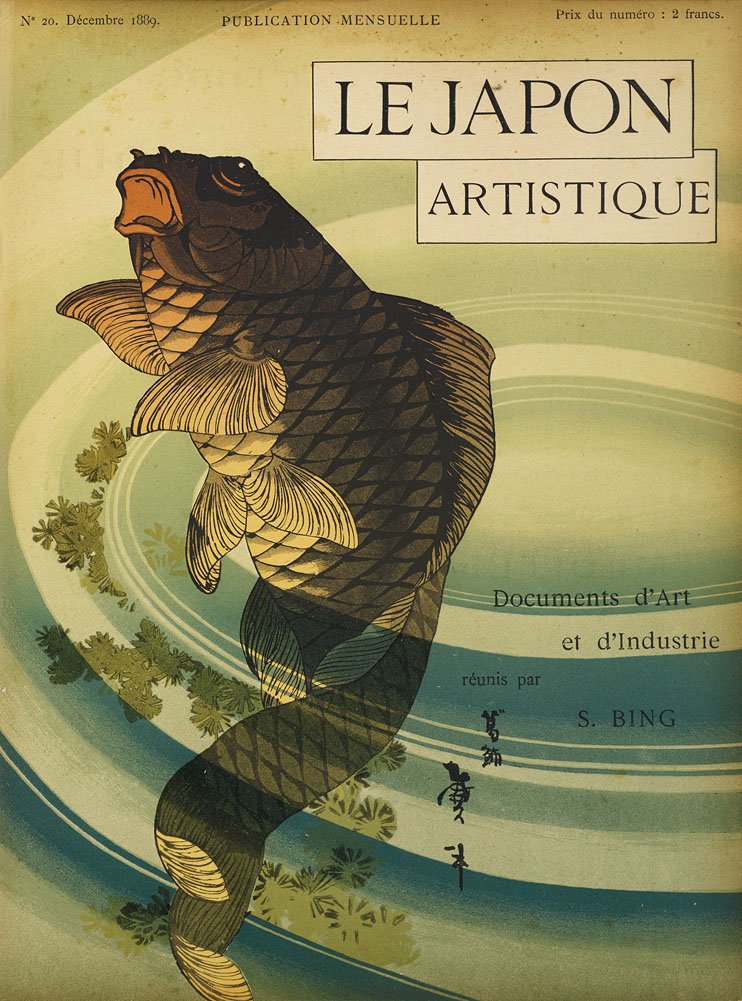 Nº 20. Décembre 1889.
PUBLICATION MENSUELLE
Prix du numéro : 2 francs.
LE JAPON
ARTISTIQUE
Documents d'Art
et d'Industrie
réunis par
S. BING
葛飾